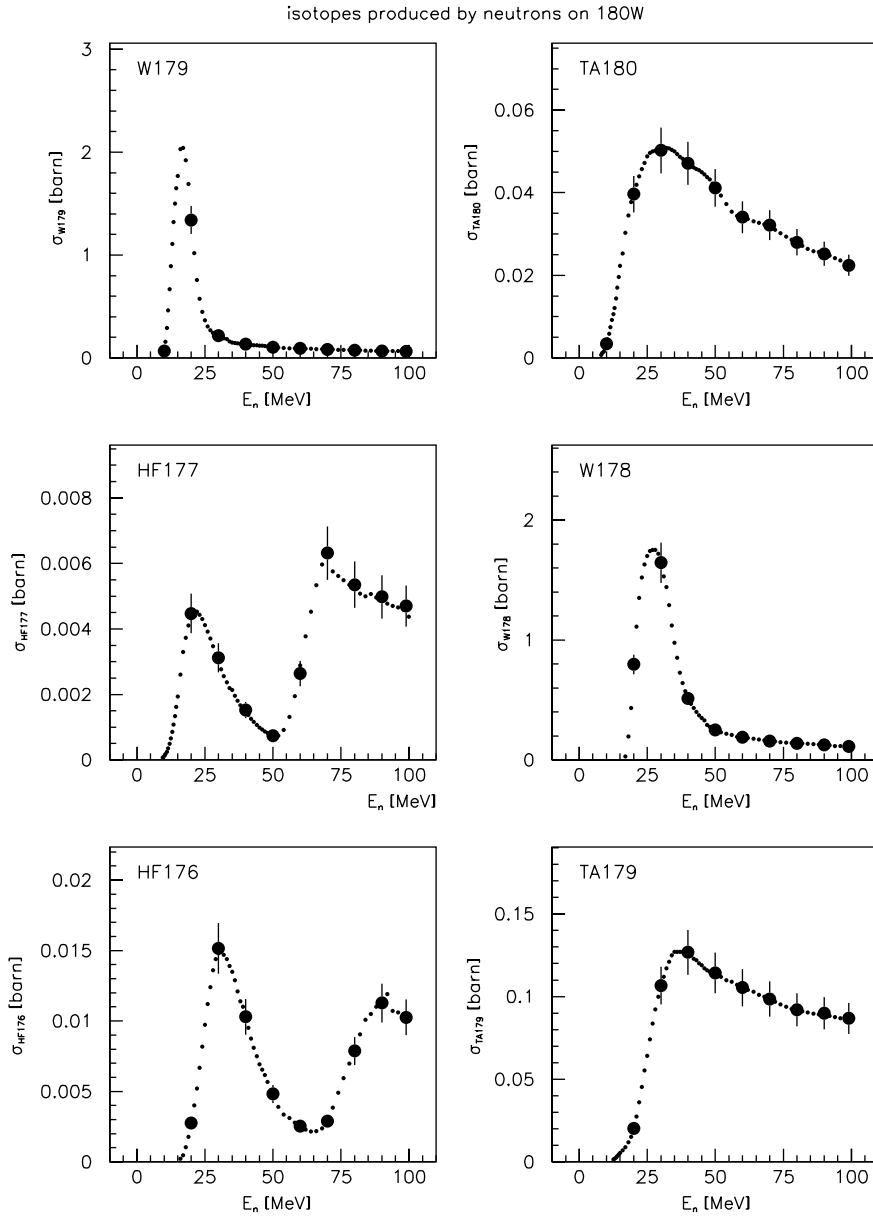 isotopes produced by neutrons on 180W
W179
σW179 [barn]
3
2
1
0
0 25 50 75 100
En [MeV]
TA180
σTA180 [barn]
0.06
0.04
0.02
0
0 25 50 75 100
En [MeV]
HF177
σHF177 [barn]
0.008
0.006
0.004
0.002
0
0 25 50 75 100
En [MeV]
W178
σW178 [barn]
2
1
0
0 25 50 75 100
En [MeV]
HF176
σHF176 [barn]
0.02
0.015
0.01
0.005
0
0 25 50 75 100
En [MeV]
TA179
σTA179 [barn]
0.15
0.1
0.05
0
0 25 50 75 100
En [MeV]